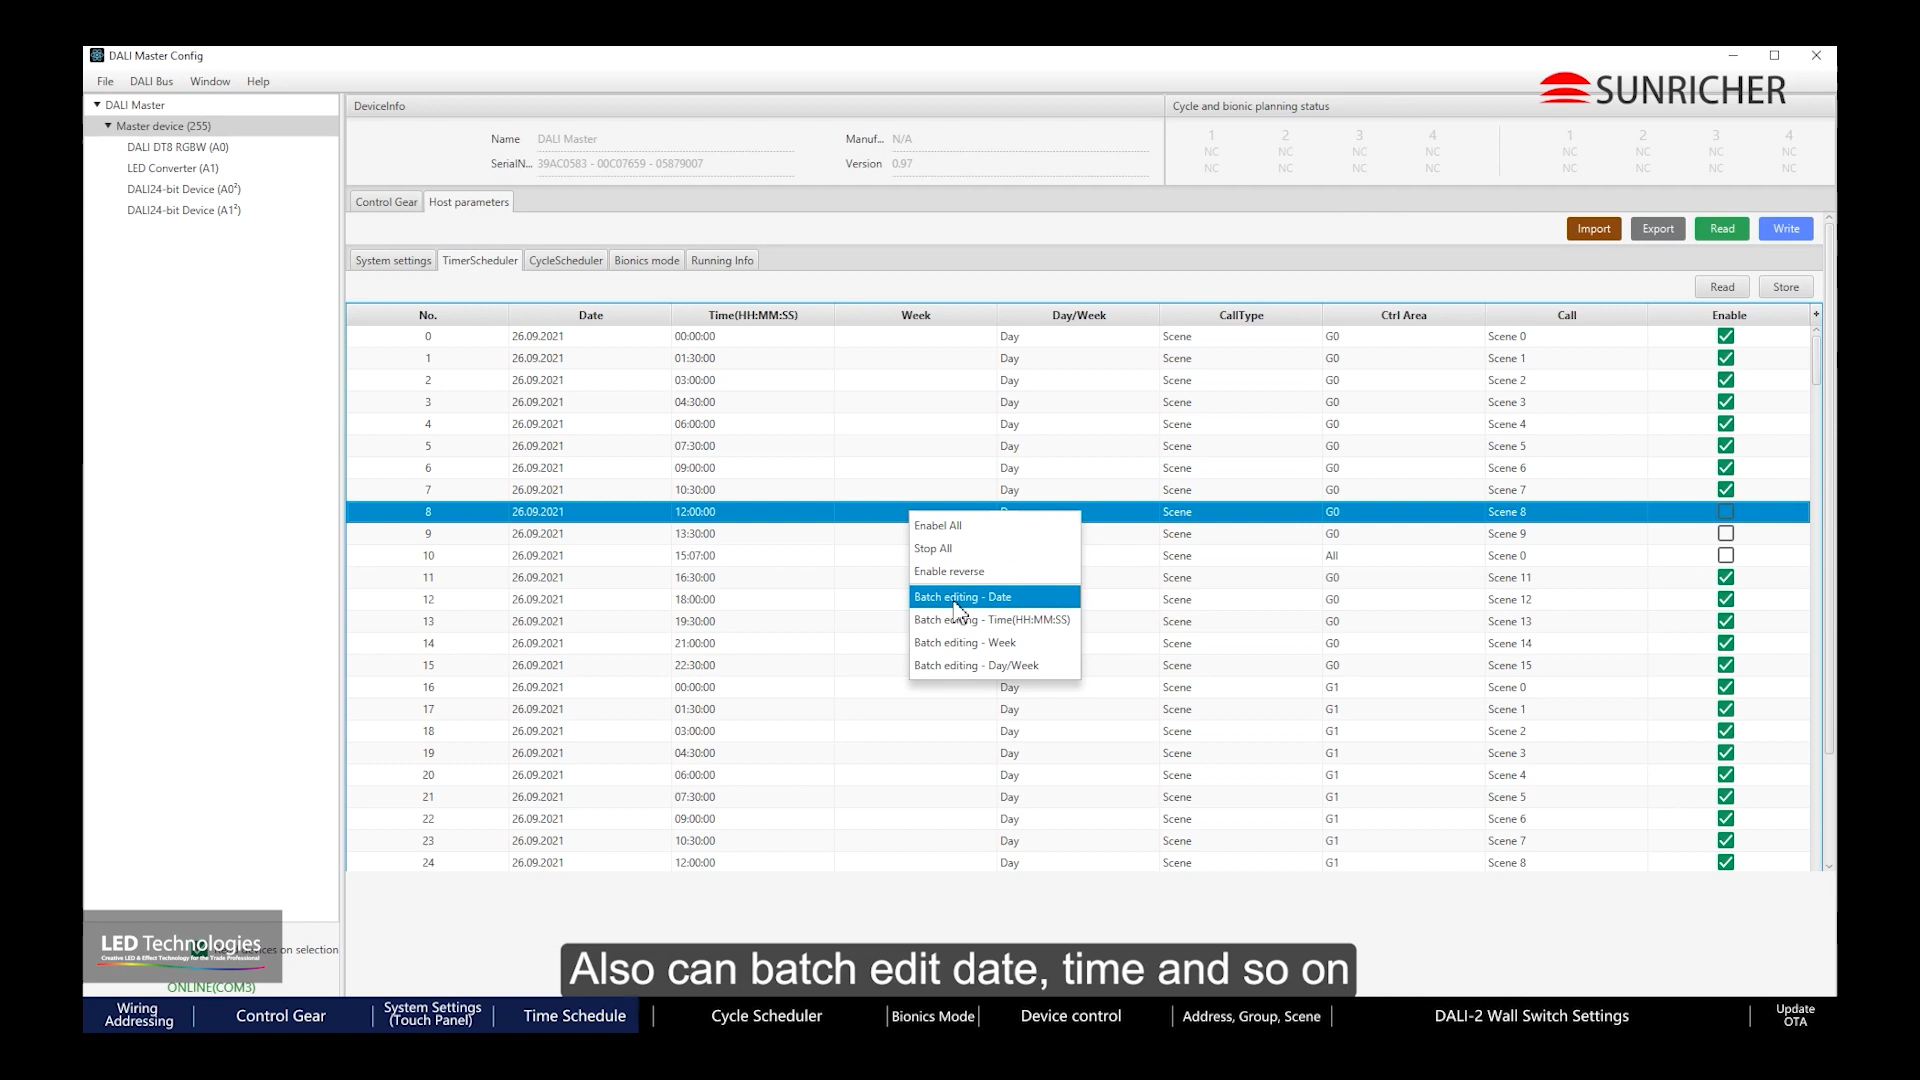 DALI Master Config
File DALI Bus Window Help
SUNRICHER
DALI Master
Master device (255)
DALI DT8 RGBW (A0)
LED Converter (A1)
DALI24-bit Device (A0²)
DALI24-bit Device (A1²)
DeviceInfo
Name DALI Master Manuf... N/A
SerialN... 39AC0583 - 00C07659 - 05879007 Version 0.97
Cycle and bionic planning status
1 2 3 4 1 2 3 4
NC NC NC NC NC NC NC NC
NC NC NC NC NC NC NC NC
Control Gear Host parameters
Import Export Read Write
System settings TimerScheduler CycleScheduler Bionics mode Running Info
Read Store
No. Date Time(HH:MM:SS) Week Day/Week CallType Ctrl Area Call Enable +
0 26.09.2021 00:00:00 Day Scene G0 Scene 0
1 26.09.2021 01:30:00 Day Scene G0 Scene 1
2 26.09.2021 03:00:00 Day Scene G0 Scene 2
3 26.09.2021 04:30:00 Day Scene G0 Scene 3
4 26.09.2021 06:00:00 Day Scene G0 Scene 4
5 26.09.2021 07:30:00 Day Scene G0 Scene 5
6 26.09.2021 09:00:00 Day Scene G0 Scene 6
7 26.09.2021 10:30:00 Day Scene G0 Scene 7
8 26.09.2021 12:00:00 Scene G0 Scene 8
9 26.09.2021 13:30:00 Scene G0 Scene 9
10 26.09.2021 15:07:00 Scene All Scene 0
11 26.09.2021 16:30:00 Scene G0 Scene 11
12 26.09.2021 18:00:00 Scene G0 Scene 12
13 26.09.2021 19:30:00 Scene G0 Scene 13
14 26.09.2021 21:00:00 Scene G0 Scene 14
15 26.09.2021 22:30:00 Scene G0 Scene 15
16 26.09.2021 00:00:00 Day Scene G1 Scene 0
17 26.09.2021 01:30:00 Day Scene G1 Scene 1
18 26.09.2021 03:00:00 Day Scene G1 Scene 2
19 26.09.2021 04:30:00 Day Scene G1 Scene 3
20 26.09.2021 06:00:00 Day Scene G1 Scene 4
21 26.09.2021 07:30:00 Day Scene G1 Scene 5
22 26.09.2021 09:00:00 Day Scene G1 Scene 6
23 26.09.2021 10:30:00 Day Scene G1 Scene 7
24 26.09.2021 12:00:00 Day Scene G1 Scene 8
Enabel All
Stop All
Enable reverse
Batch editing - Date
Batch editing - Time(HH:MM:SS)
Batch editing - Week
Batch editing - Day/Week
LED Technologies
Creative LED & Effect Technology for the Trade Professional
on selection
ONLINE(COM3)
Also can batch edit date, time and so on
Wiring Addressing
Control Gear
System Settings (Touch Panel)
Time Schedule
Cycle Scheduler
Bionics Mode
Device control
Address, Group, Scene
DALI-2 Wall Switch Settings
Update OTA